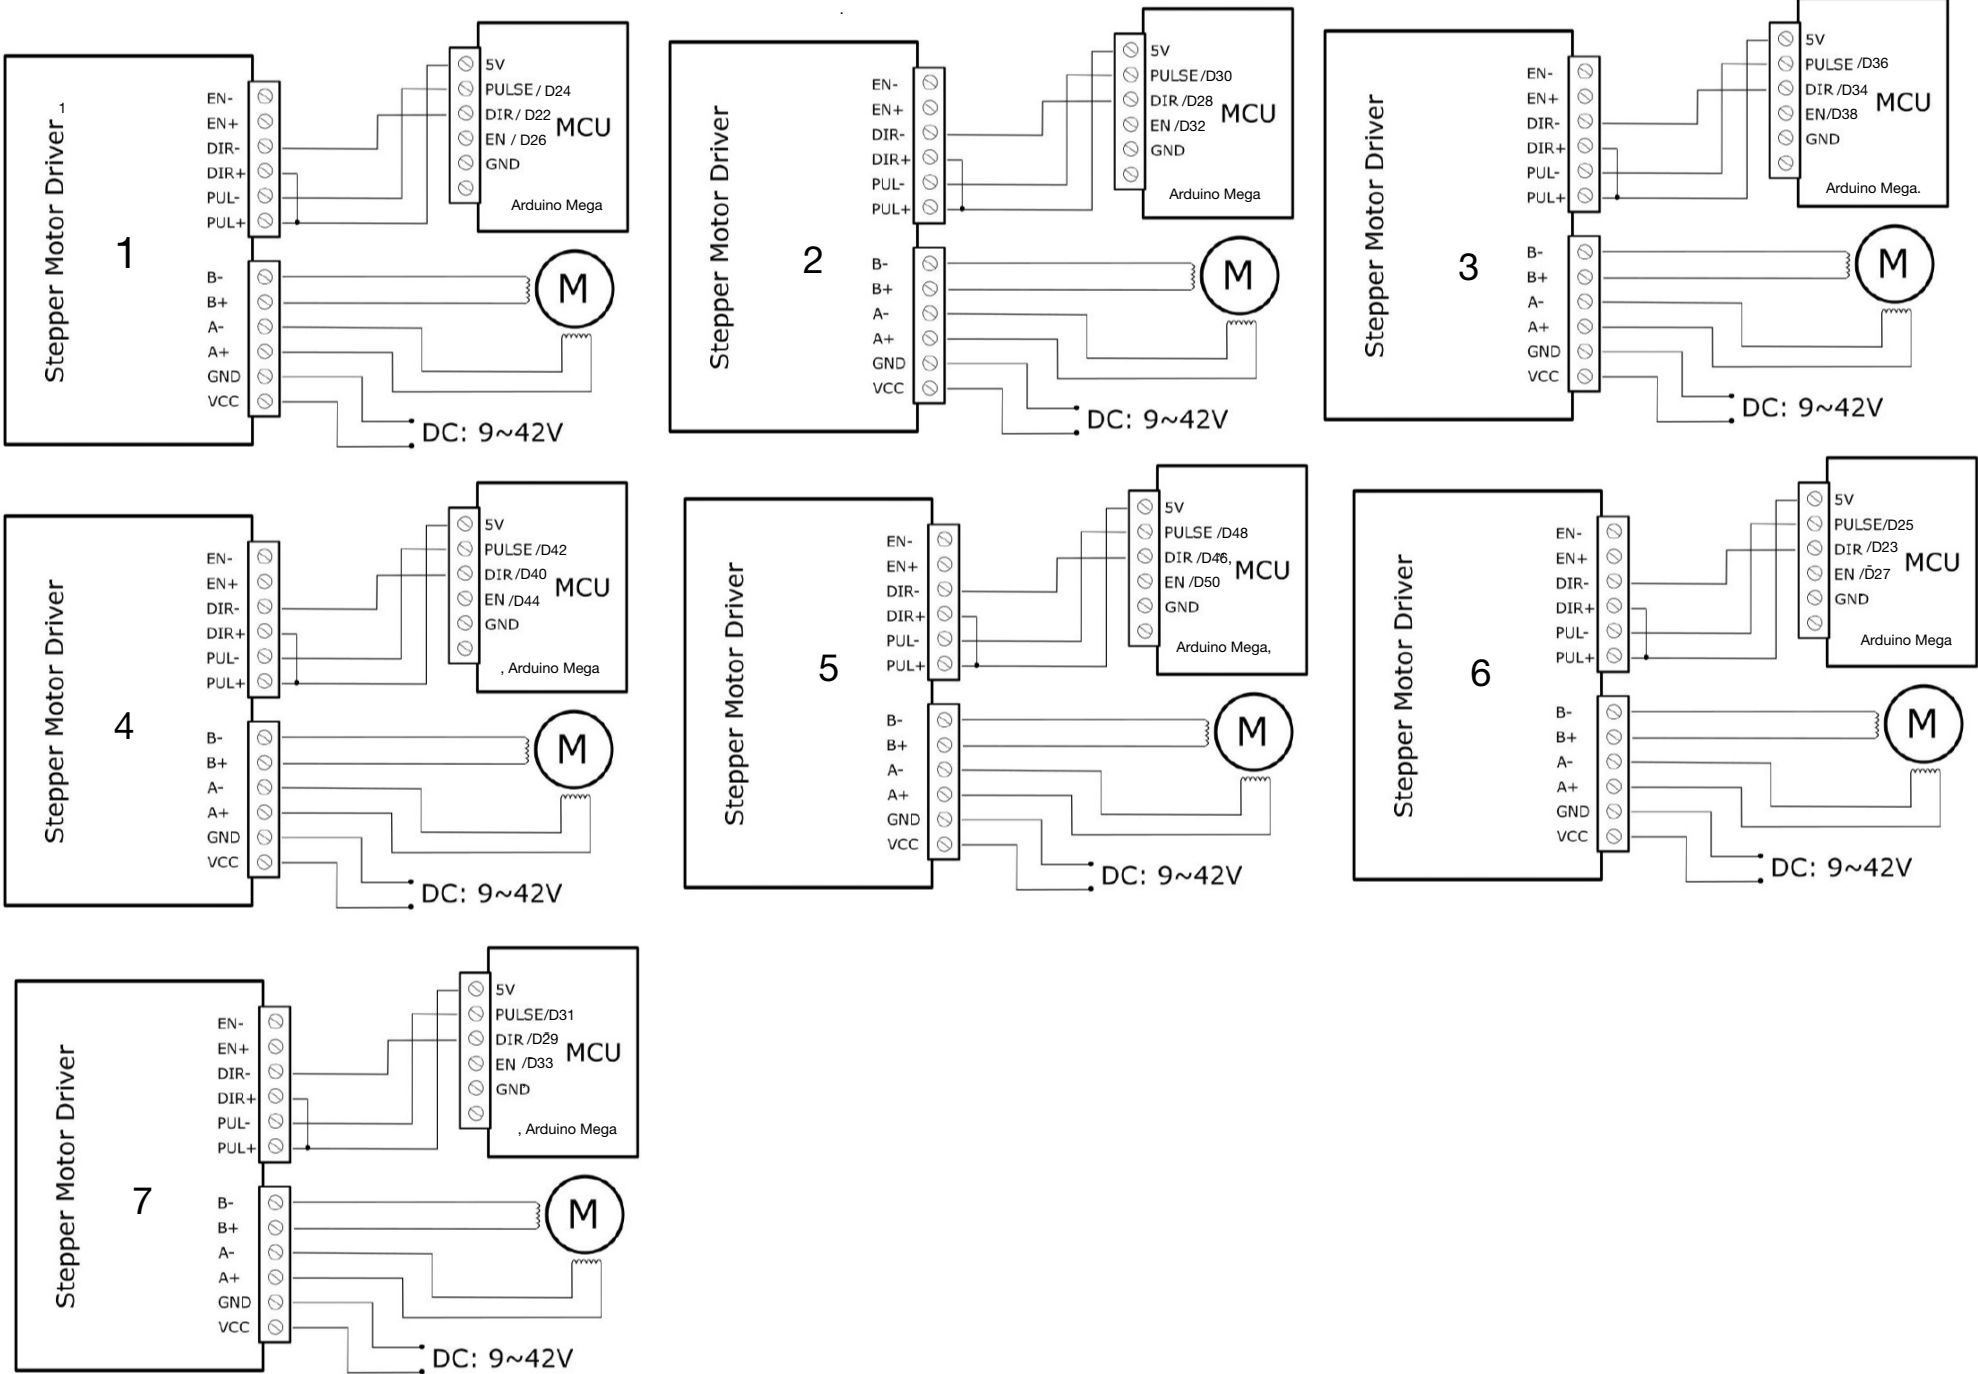 Stepper Motor Driver 1
1
EN-
EN+
DIR-
DIR+
PUL-
PUL+
B-
B+
A-
A+
GND
VCC
5V
PULSE / D24
DIR / D22
EN / D26
GND
MCU
Arduino Mega
M
DC: 9~42V
Stepper Motor Driver
2
EN-
EN+
DIR-
DIR+
PUL-
PUL+
B-
B+
A-
A+
GND
VCC
5V
PULSE /D30
DIR /D28
EN /D32
GND
MCU
Arduino Mega
M
DC: 9~42V
Stepper Motor Driver
3
EN-
EN+
DIR-
DIR+
PUL-
PUL+
B-
B+
A-
A+
GND
VCC
5V
PULSE /D36
DIR /D34
EN/D38
GND
MCU
Arduino Mega.
M
DC: 9~42V
Stepper Motor Driver
4
EN-
EN+
DIR-
DIR+
PUL-
PUL+
B-
B+
A-
A+
GND
VCC
5V
PULSE /D42
DIR /D40
EN /D44
GND
MCU
, Arduino Mega
M
DC: 9~42V
Stepper Motor Driver
5
EN-
EN+
DIR-
DIR+
PUL-
PUL+
B-
B+
A-
A+
GND
VCC
5V
PULSE /D48
DIR /D46,
EN /D50
GND
MCU
Arduino Mega,
M
DC: 9~42V
Stepper Motor Driver
6
EN-
EN+
DIR-
DIR+
PUL-
PUL+
B-
B+
A-
A+
GND
VCC
5V
PULSE/D25
DIR /D23
EN /D27
GND
MCU
Arduino Mega
M
DC: 9~42V
Stepper Motor Driver
7
EN-
EN+
DIR-
DIR+
PUL-
PUL+
B-
B+
A-
A+
GND
VCC
5V
PULSE/D31
DIR /D29
EN /D33
GND
MCU
, Arduino Mega
M
DC: 9~42V